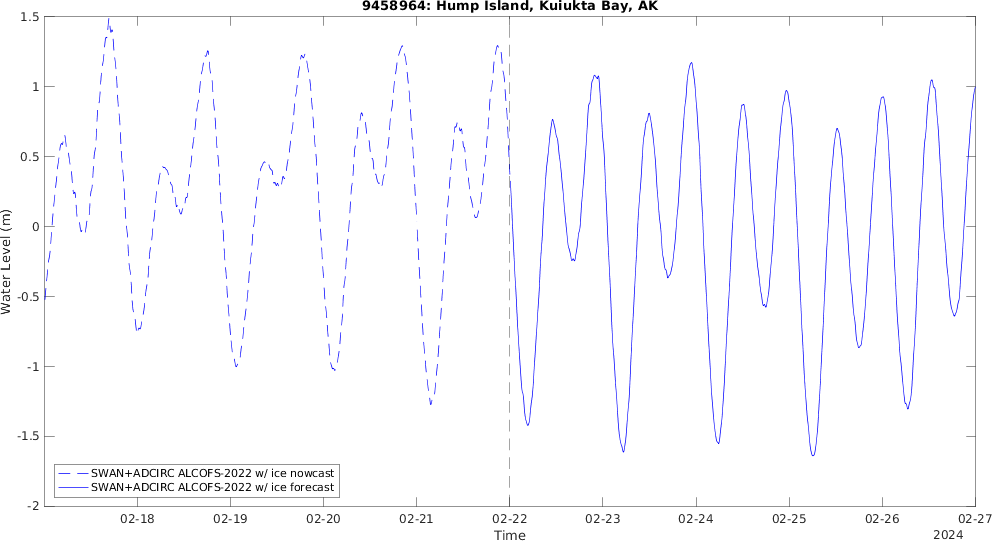 9458964: Hump Island, Kuiukta Bay, AK
1.5
1
0.5
0
-0.5
-1
-1.5
-2
Water Level (m)
SWAN+ADCIRC ALCOFS-2022 w/ ice nowcast
SWAN+ADCIRC ALCOFS-2022 w/ ice forecast
02-18 02-19 02-20 02-21 02-22 02-23 02-24 02-25 02-26 02-27
Time
2024